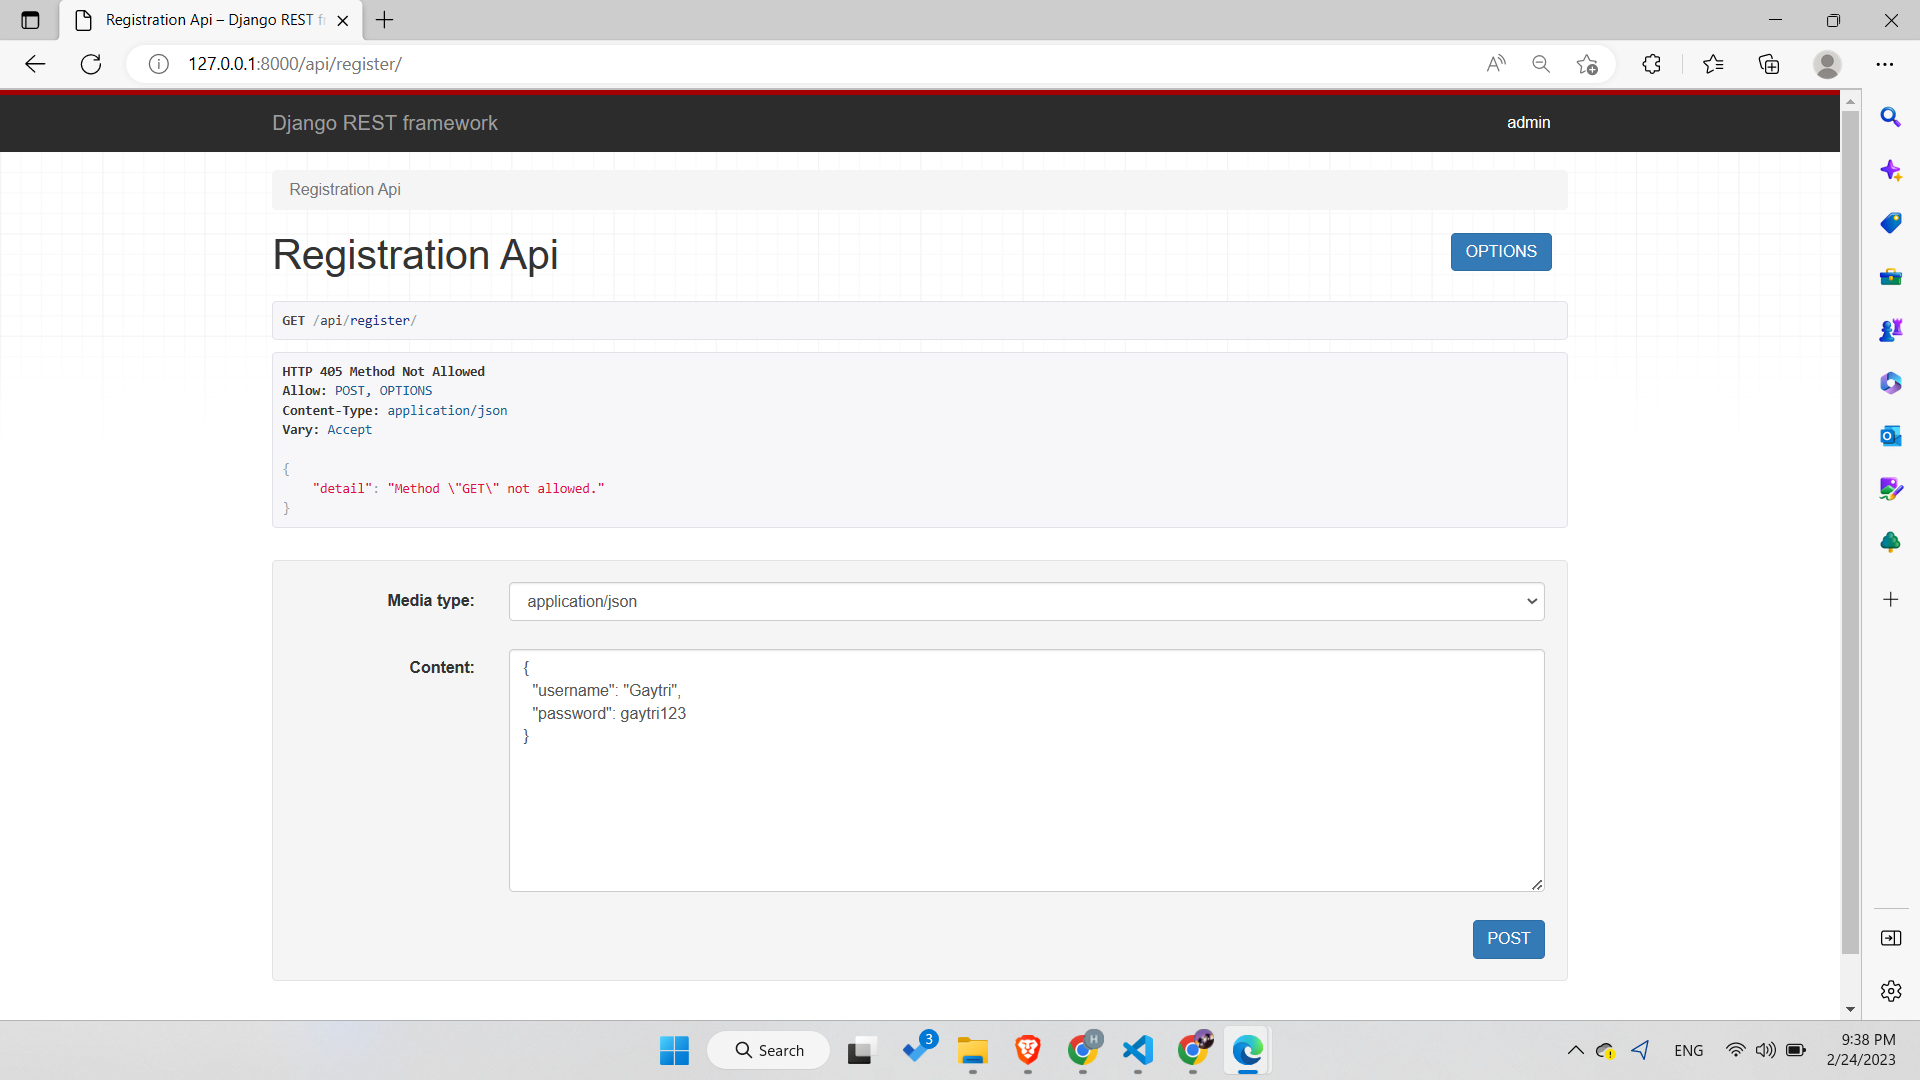 Registration Api – Django REST f
127.0.0.1:8000/api/register/
Django REST framework
admin
Registration Api
Registration Api
OPTIONS
GET /api/register/
HTTP 405 Method Not Allowed
Allow: POST, OPTIONS
Content-Type: application/json
Vary: Accept
{
"detail": "Method \"GET\" not allowed."
}
Media type:
application/json
Content:
{
"username": "Gaytri",
"password": gaytri123
}
POST
Search
3
H
ENG
9:38 PM
2/24/2023